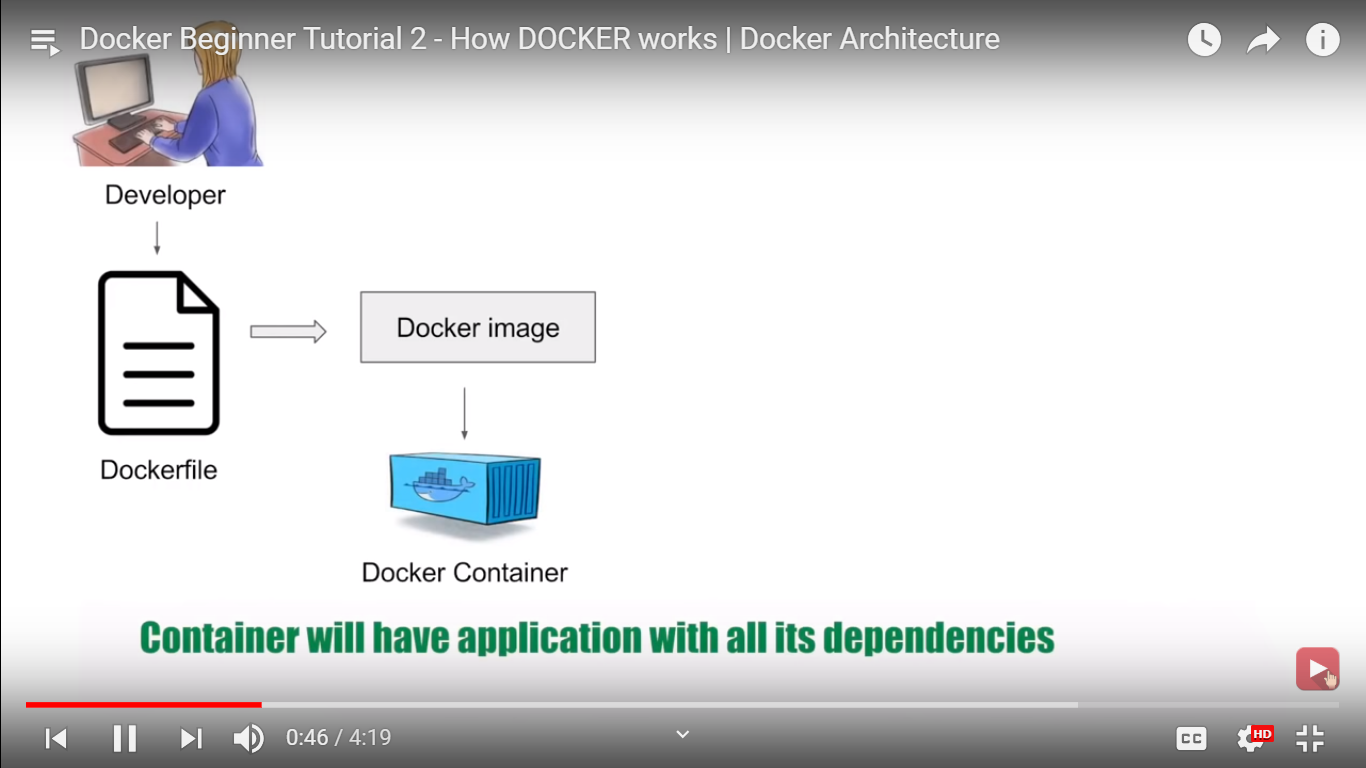 Docker Beginner Tutorial 2 - How DOCKER works | Docker Architecture
Developer
Docker image
Dockerfile
Docker Container
Container will have application with all its dependencies
0:46 / 4:19
CC
HD